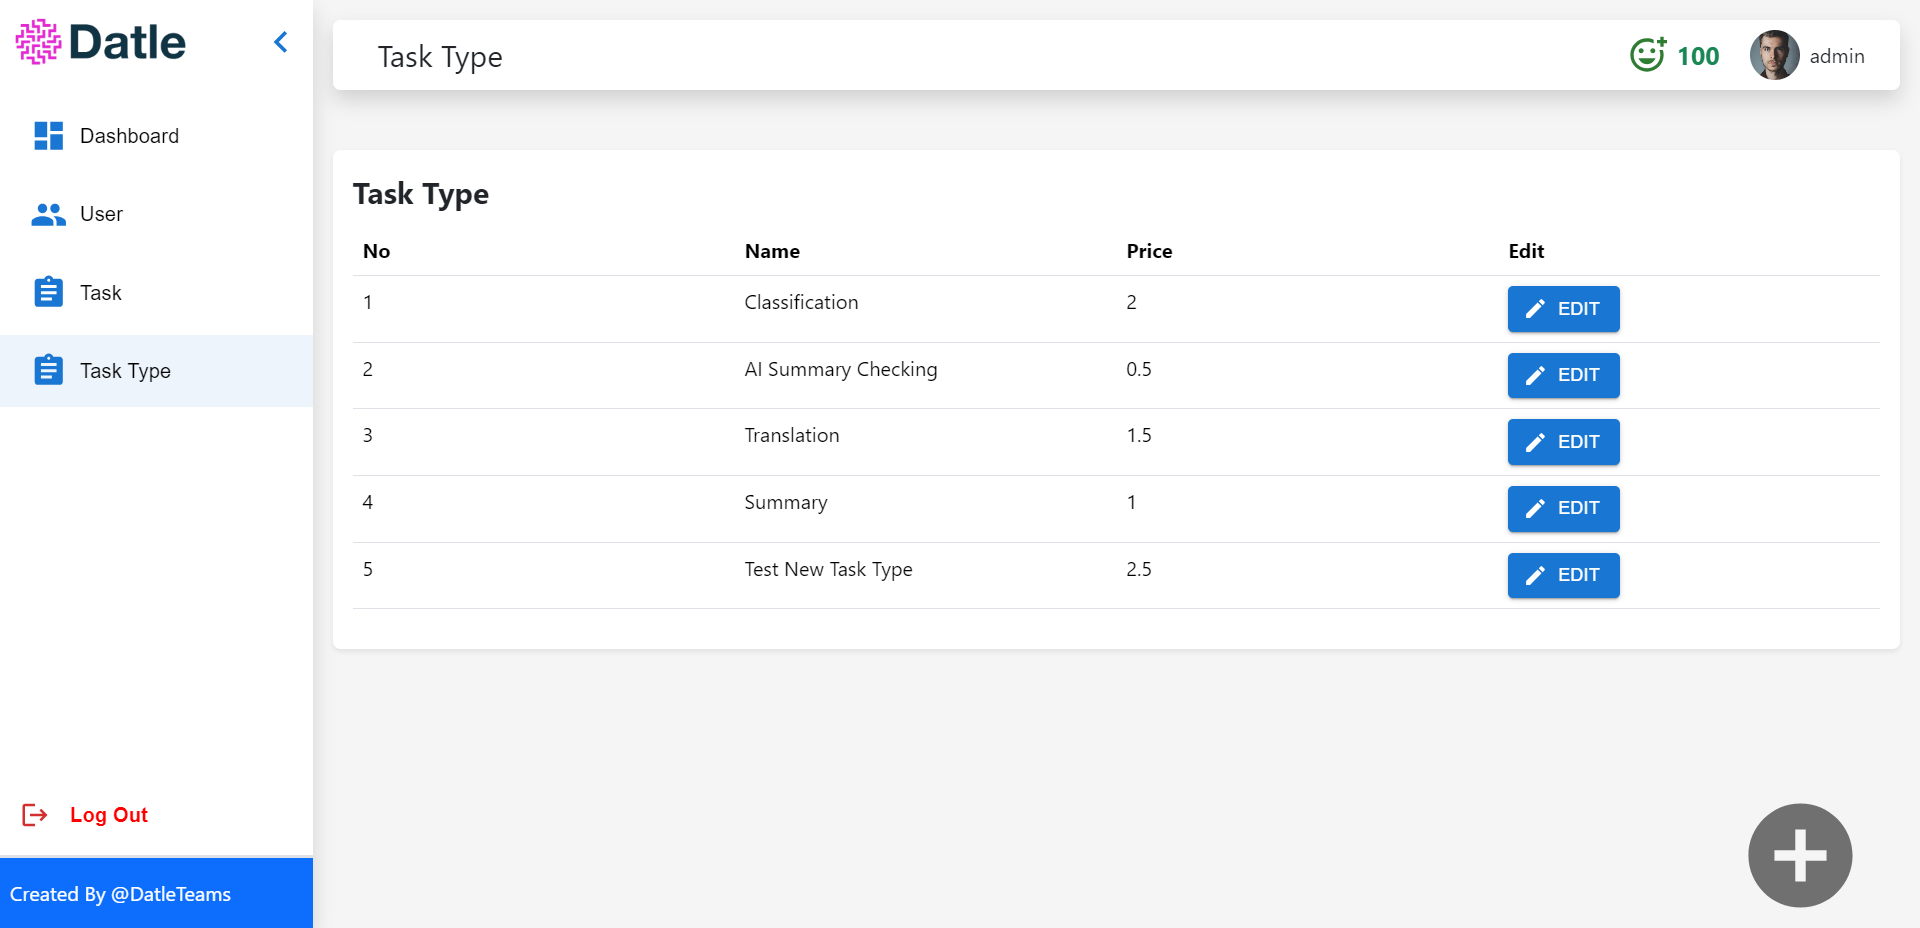 Datle
Dashboard
User
Task
Task Type
Log Out
Created By @DatleTeams
Task Type
100
admin
Task Type
No Name Price Edit
1 Classification 2 EDIT
2 AI Summary Checking 0.5 EDIT
3 Translation 1.5 EDIT
4 Summary 1 EDIT
5 Test New Task Type 2.5 EDIT